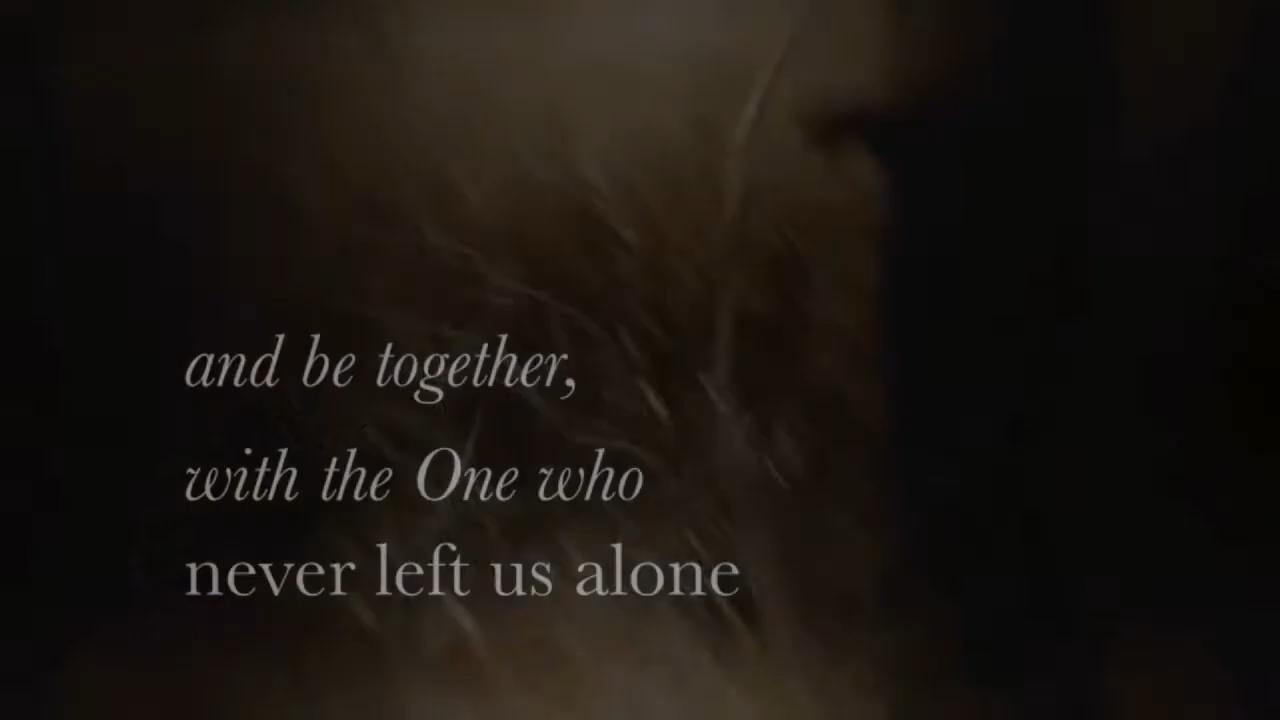 and be together,
with the One who
never left us alone